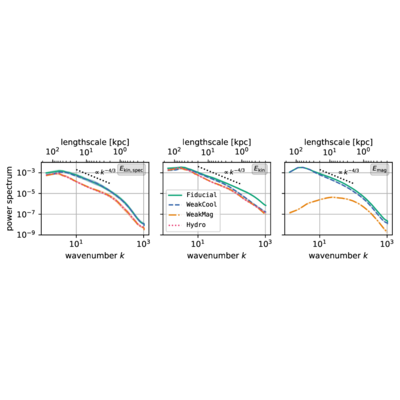 lengthscale [kpc]
lengthscale [kpc]
lengthscale [kpc]
10² 10¹ 10⁰
10² 10¹ 10⁰
10² 10¹ 10⁰
power spectrum
10⁻³
10⁻⁵
10⁻⁷
10⁻⁹
∝ k⁻⁴/³
E_kin, spec
∝ k⁻⁴/³
E_kin
∝ k⁻⁴/³
E_mag
Fiducial
WeakCool
WeakMag
Hydro
10¹ 10³
10¹ 10³
10¹ 10³
wavenumber k
wavenumber k
wavenumber k